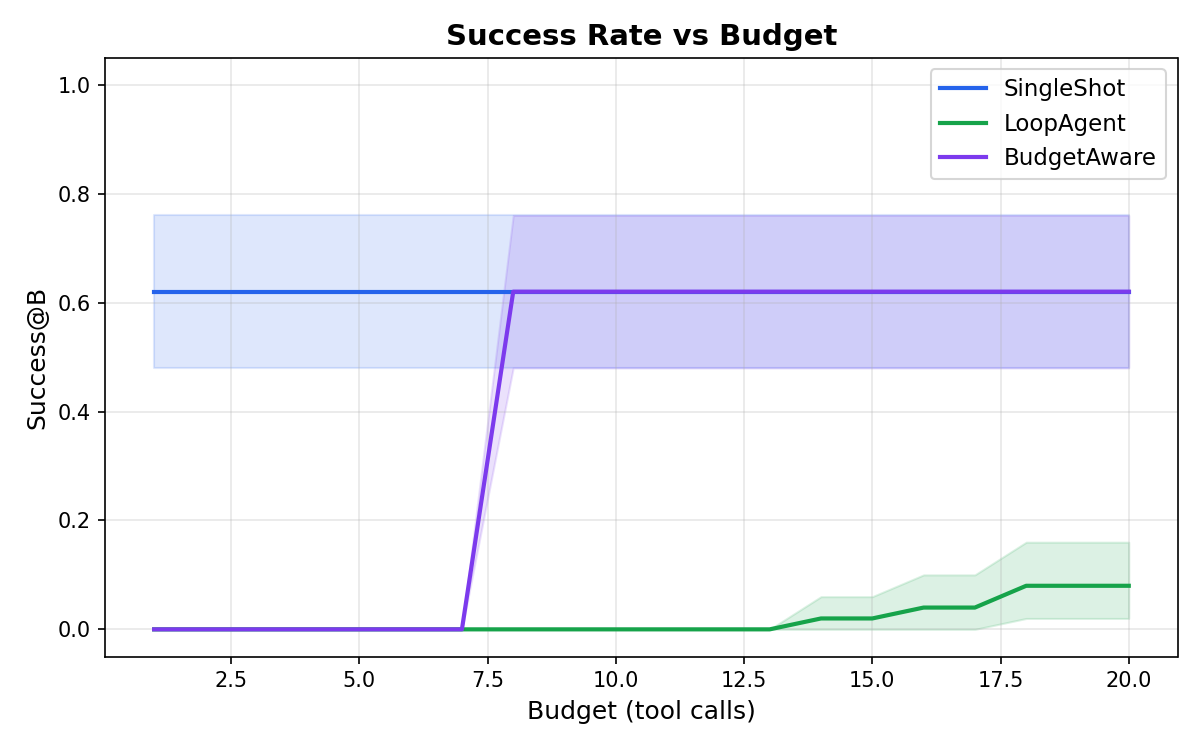 Success Rate vs Budget
SingleShot
LoopAgent
BudgetAware
Success@B
1.0
0.8
0.6
0.4
0.2
0.0
2.5 5.0 7.5 10.0 12.5 15.0 17.5 20.0
Budget (tool calls)